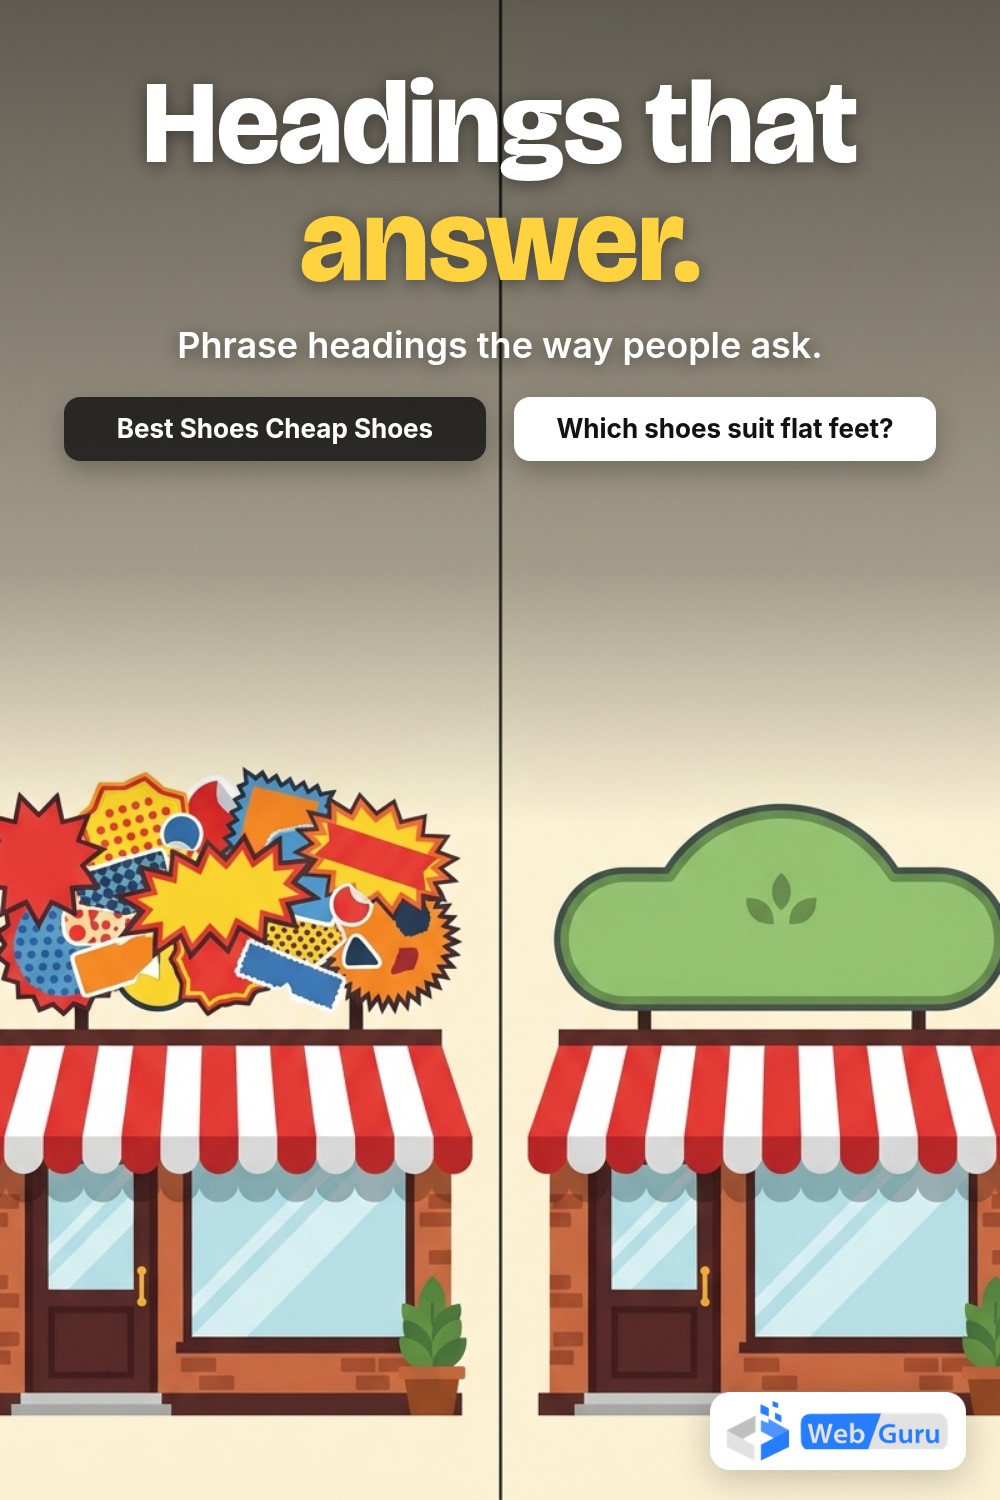 Headings that
answer.
Phrase headings the way people ask.
Best Shoes Cheap Shoes
Which shoes suit flat feet?
Web Guru